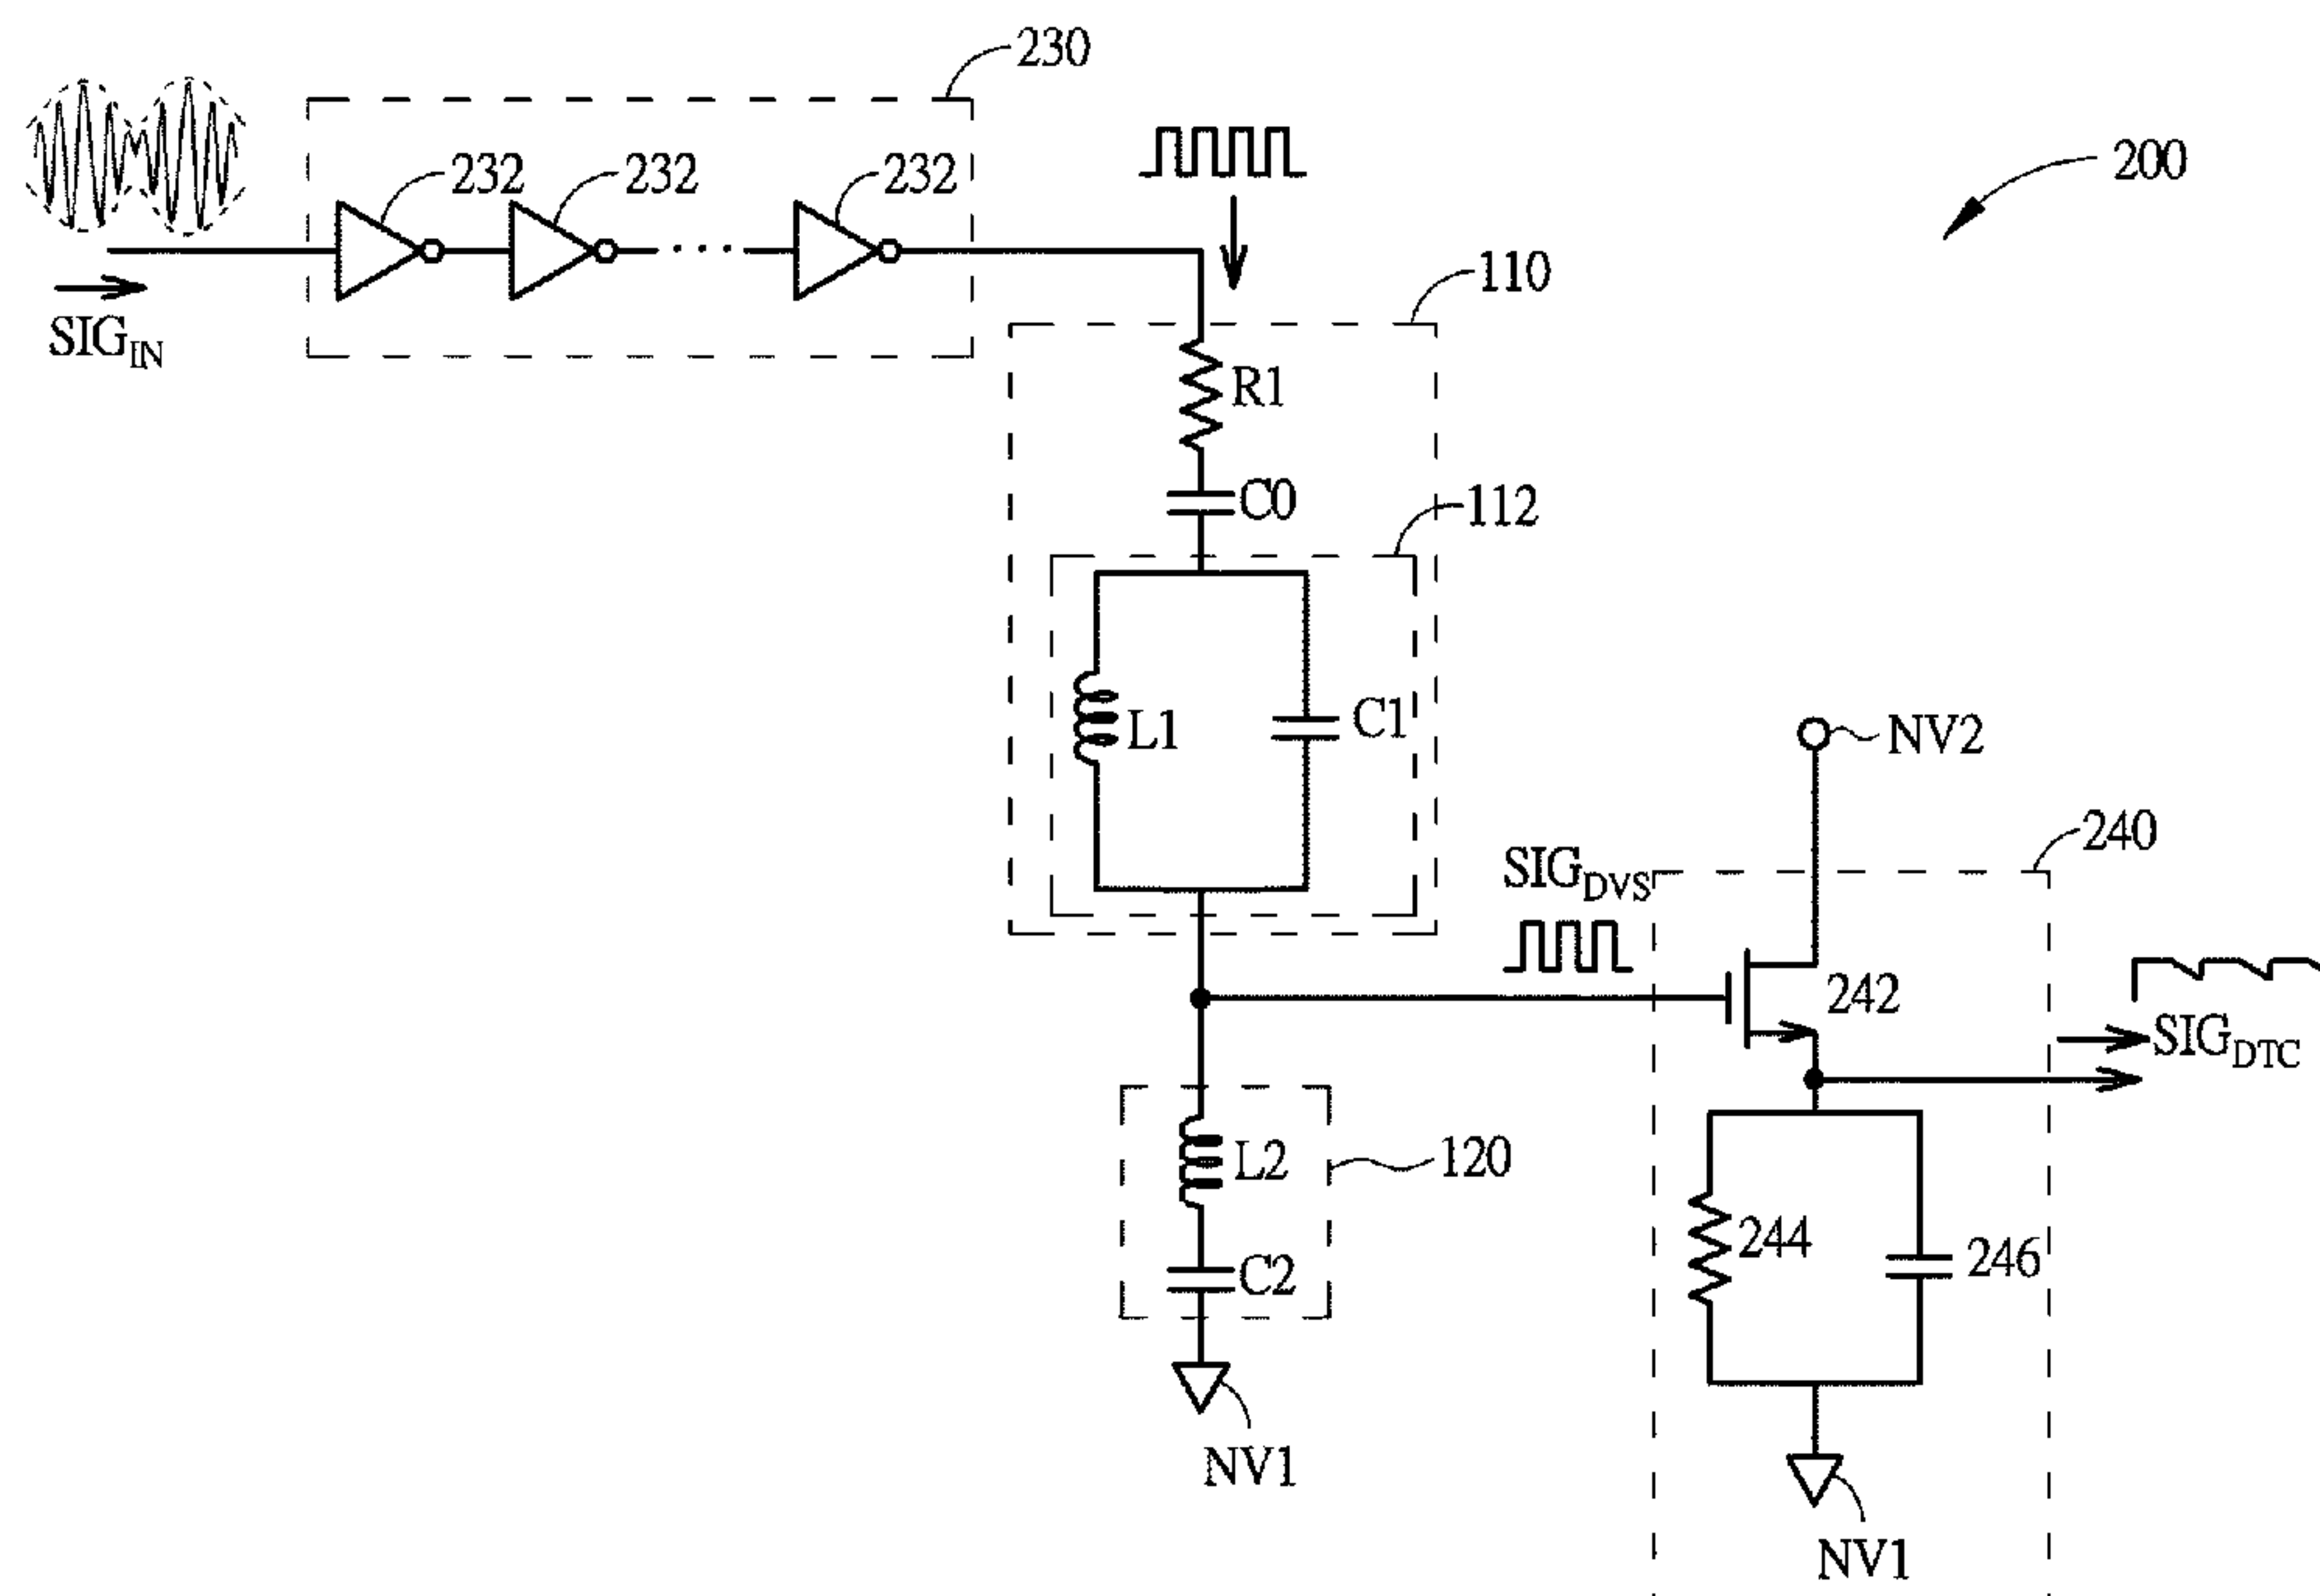 230
232
232
232
200
SIG_IN
110
R1
C0
112
L1
C1
NV2
240
SIG_DVS
242
SIG_DTC
L2
120
C2
244
246
NV1
NV1